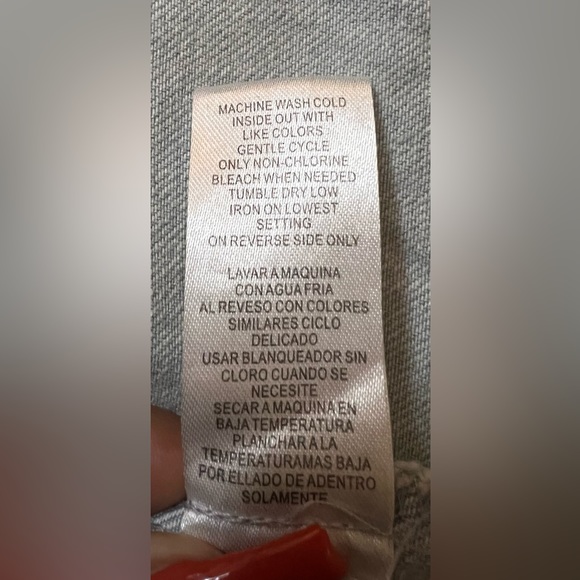 MACHINE WASH COLD
INSIDE OUT WITH
LIKE COLORS
GENTLE CYCLE
ONLY NON-CHLORINE
BLEACH WHEN NEEDED
TUMBLE DRY LOW
IRON ON LOWEST
SETTING
ON REVERSE SIDE ONLY
LAVAR A MAQUINA
CON AGUA FRIA
AL REVESO CON COLORES
SIMILARES CICLO
DELICADO
USAR BLANQUEADOR SIN
CLORO CUANDO SE
NECESITE
SECAR A MAQUINA EN
BAJA TEMPERATURA
PLANCHAR A LA
TEMPERATURAMAS BAJA
POR ELLADO DE ADENTRO
SOLAMENTE